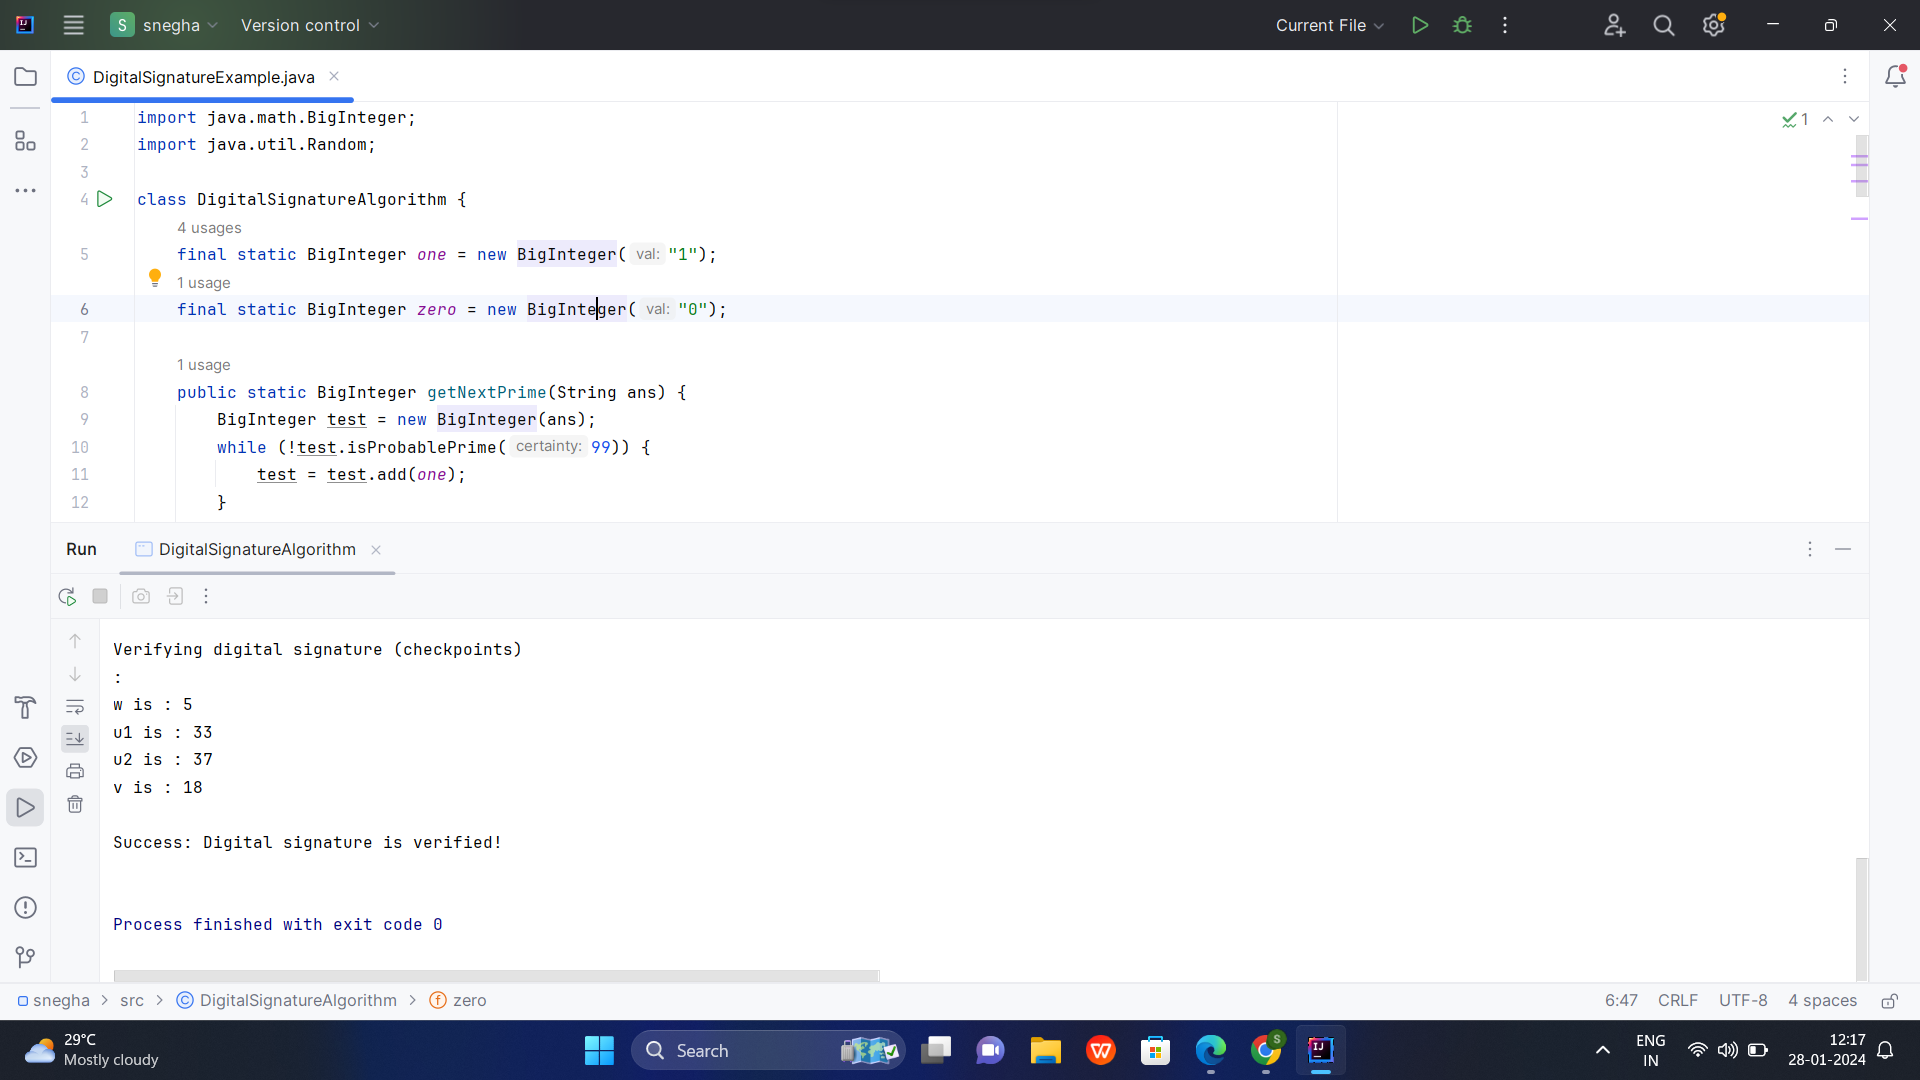 S snegha Version control Current File
DigitalSignatureExample.java
1 import java.math.BigInteger;
1
2 import java.util.Random;
3
4 class DigitalSignatureAlgorithm {
4 usages
5 final static BigInteger one = new BigInteger( val: "1");
1 usage
6 final static BigInteger zero = new BigInteger( val: "0");
7
1 usage
8 public static BigInteger getNextPrime(String ans) {
9 BigInteger test = new BigInteger(ans);
10 while (!test.isProbablePrime( certainty: 99)) {
11 test = test.add(one);
12 }
Run DigitalSignatureAlgorithm
Verifying digital signature (checkpoints)
:
w is : 5
u1 is : 33
u2 is : 37
v is : 18
Success: Digital signature is verified!
Process finished with exit code 0
snegha > src > DigitalSignatureAlgorithm > zero 6:47 CRLF UTF-8 4 spaces
29°C
Mostly cloudy
Search
ENG
IN
12:17
28-01-2024